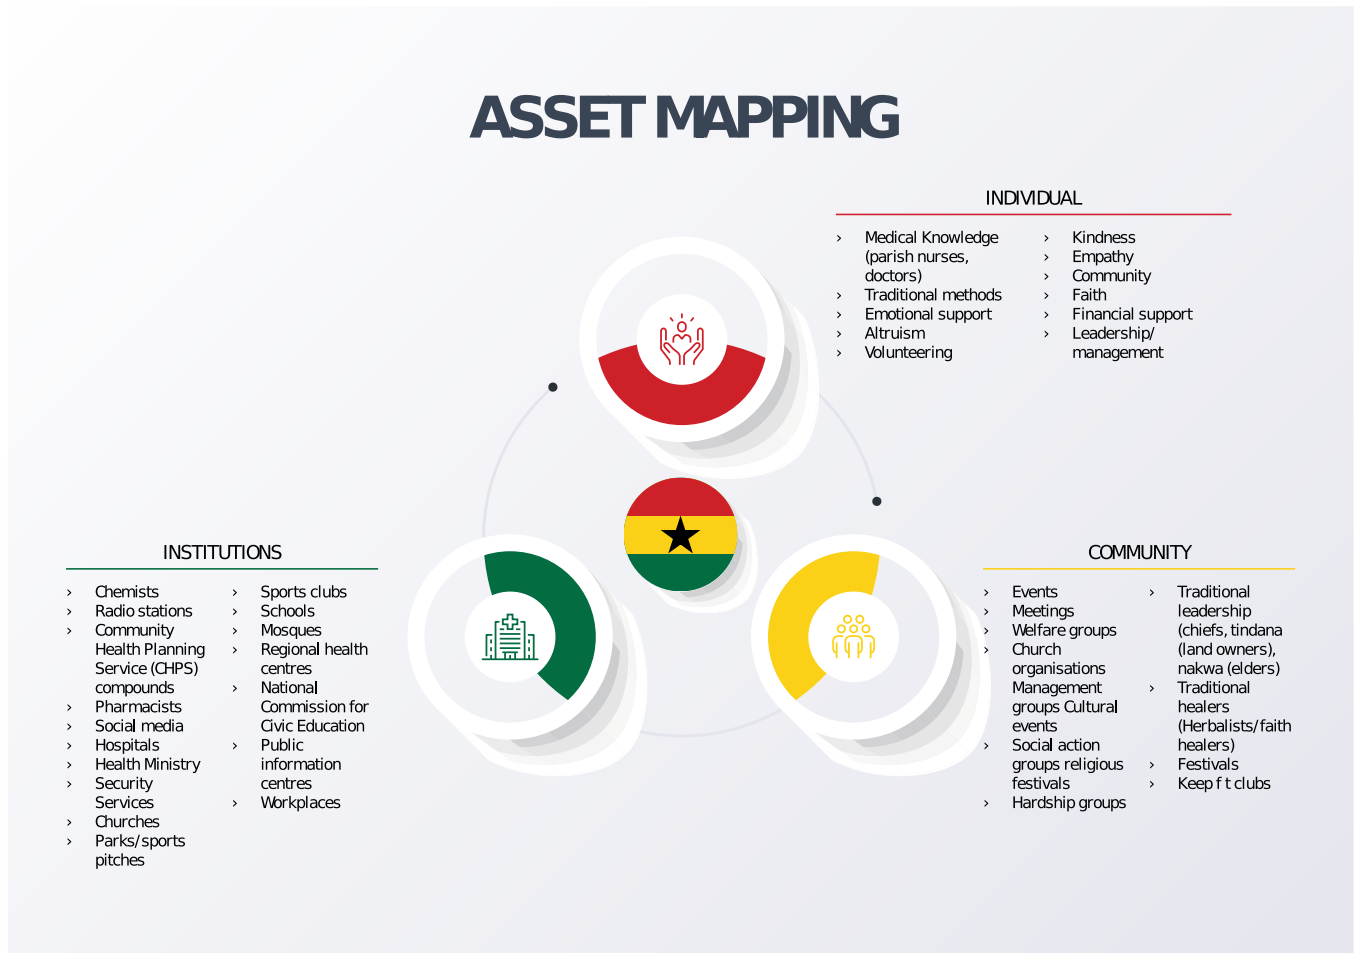 ASSET MAPPING
INDIVIDUAL
› Medical Knowledge
(parish nurses,
doctors)
› Traditional methods
› Emotional support
› Altruism
› Volunteering
› Kindness
› Empathy
› Community
› Faith
› Financial support
› Leadership/
management
INSTITUTIONS
› Chemists
› Radio stations
› Community
Health Planning
Service (CHPS)
compounds
› Pharmacists
› Social media
› Hospitals
› Health Ministry
› Security
Services
› Churches
› Parks/sports
pitches
› Sports clubs
› Schools
› Mosques
› Regional health
centres
› National
Commission for
Civic Education
› Public
information
centres
› Workplaces
COMMUNITY
› Events
› Meetings
› Welfare groups
› Church
organisations
Management
groups Cultural
events
› Social action
groups religious
festivals
› Hardship groups
› Traditional
leadership
(chiefs, tindana
(land owners),
nakwa (elders)
› Traditional
healers
(Herbalists/faith
healers)
› Festivals
› Keep f t clubs